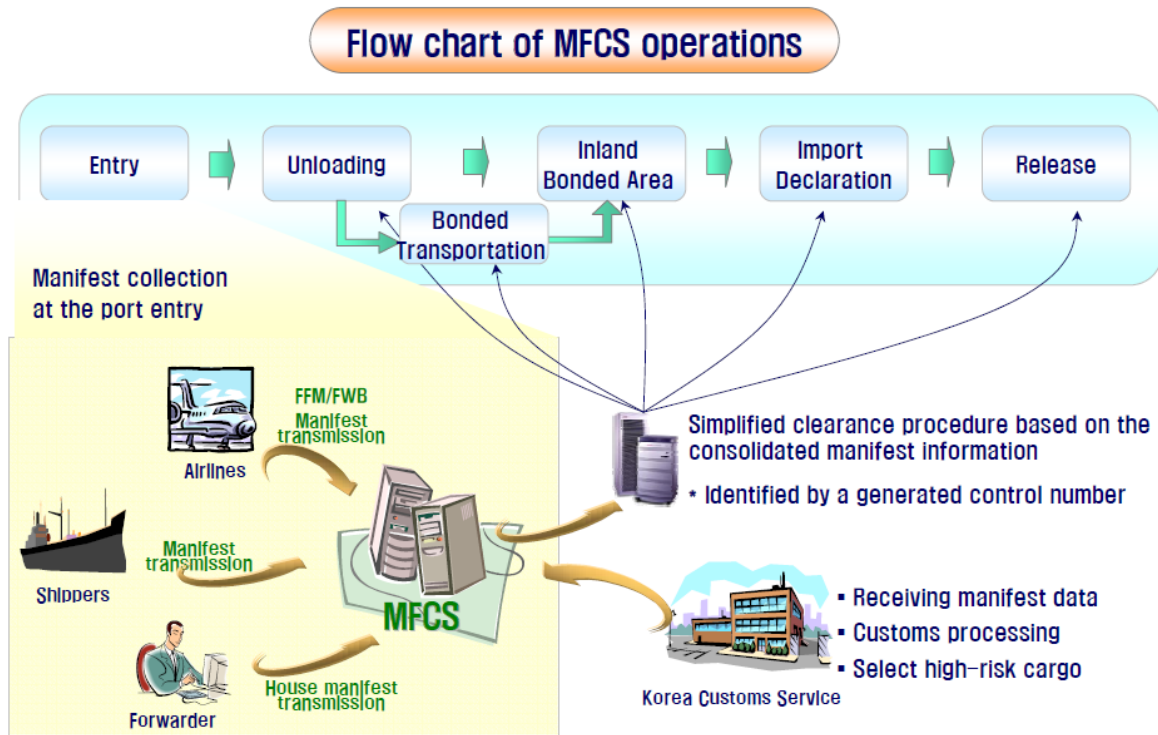 Flow chart of MFCS operations
Entry
Unloading
Inland
Bonded Area
Import
Declaration
Release
Bonded
Transportation
Manifest collection
at the port entry
FFM/FWB
Manifest
transmission
Airlines
Manifest
transmission
Shippers
MFCS
House manifest
transmission
Forwarder
Simplified clearance procedure based on the
consolidated manifest information
* Identified by a generated control number
▪ Receiving manifest data
▪ Customs processing
▪ Select high-risk cargo
Korea Customs Service